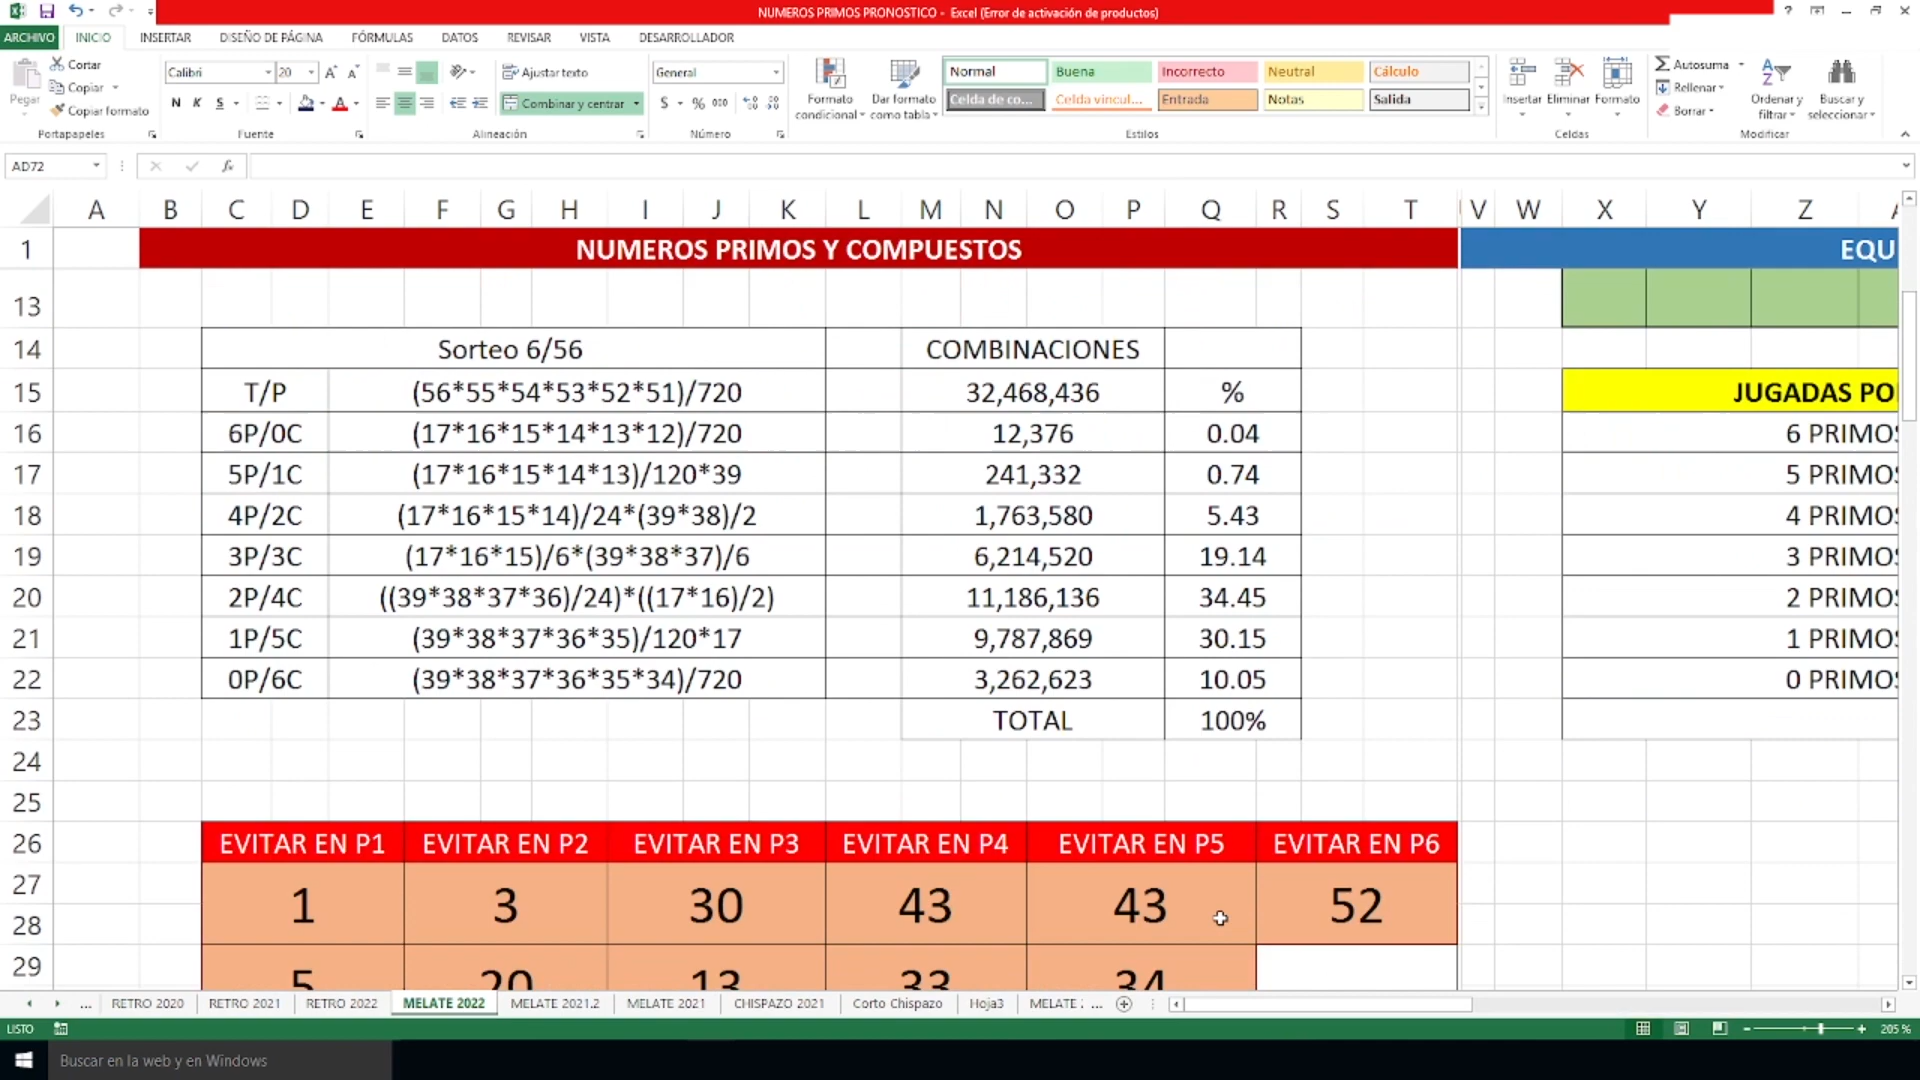 NUMEROS PRIMOS PRONOSTICO - Excel (Error de activación de productos)
ARCHIVO INICIO INSERTAR DISEÑO DE PÁGINA FÓRMULAS DATOS REVISAR VISTA DESARROLLADOR
Cortar Calibri 20 Ajustar texto General Normal Buena Incorrecto Neutral Cálculo Autosuma
Pegar Copiar Rellenar
Copiar formato N K S Combinar y centrar $ % 000 Formato condicional Dar formato como tabla Celda de co... Celda vincul... Entrada Notas Salida Insertar Eliminar Formato Borrar Ordenar y filtrar Buscar y seleccionar
Portapapeles Fuente Alineación Número Estilos Celdas Modificar
AD72 fx
A B C D E F G H I J K L M N O P Q R S T V W X Y Z
1 NUMEROS PRIMOS Y COMPUESTOS EQU
13
14 Sorteo 6/56 COMBINACIONES
15 T/P (56*55*54*53*52*51)/720 32,468,436 % JUGADAS PO
16 6P/0C (17*16*15*14*13*12)/720 12,376 0.04 6 PRIMOS
17 5P/1C (17*16*15*14*13)/120*39 241,332 0.74 5 PRIMOS
18 4P/2C (17*16*15*14)/24*(39*38)/2 1,763,580 5.43 4 PRIMOS
19 3P/3C (17*16*15)/6*(39*38*37)/6 6,214,520 19.14 3 PRIMOS
20 2P/4C ((39*38*37*36)/24)*((17*16)/2) 11,186,136 34.45 2 PRIMOS
21 1P/5C (39*38*37*36*35)/120*17 9,787,869 30.15 1 PRIMOS
22 0P/6C (39*38*37*36*35*34)/720 3,262,623 10.05 0 PRIMOS
23 TOTAL 100%
24
25
26 EVITAR EN P1 EVITAR EN P2 EVITAR EN P3 EVITAR EN P4 EVITAR EN P5 EVITAR EN P6
27 1 3 30 43 43 52
28
29 5 20 13 33 34
... RETRO 2020 RETRO 2021 RETRO 2022 MELATE 2022 MELATE 2021.2 MELATE 2021 CHISPAZO 2021 Corto Chispazo Hoja3 MELATE ...
LISTO 205 %
Buscar en la web y en Windows